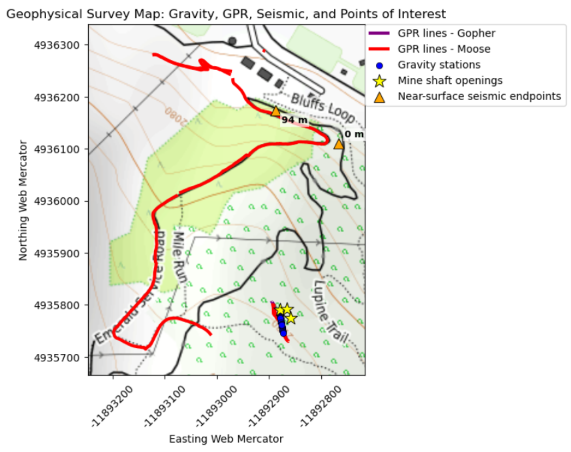 Geophysical Survey Map: Gravity, GPR, Seismic, and Points of Interest
GPR lines - Gopher
GPR lines - Moose
Gravity stations
Mine shaft openings
Near-surface seismic endpoints
4936300
4936200
4936100
4936000
4935900
4935800
4935700
Northing Web Mercator
Bluffs Loop
2080
94 m
0 m
Mile Run
Emerald Service Road
Lupine Trail
-11893200
-11893100
-11893000
-11892900
-11892800
Easting Web Mercator